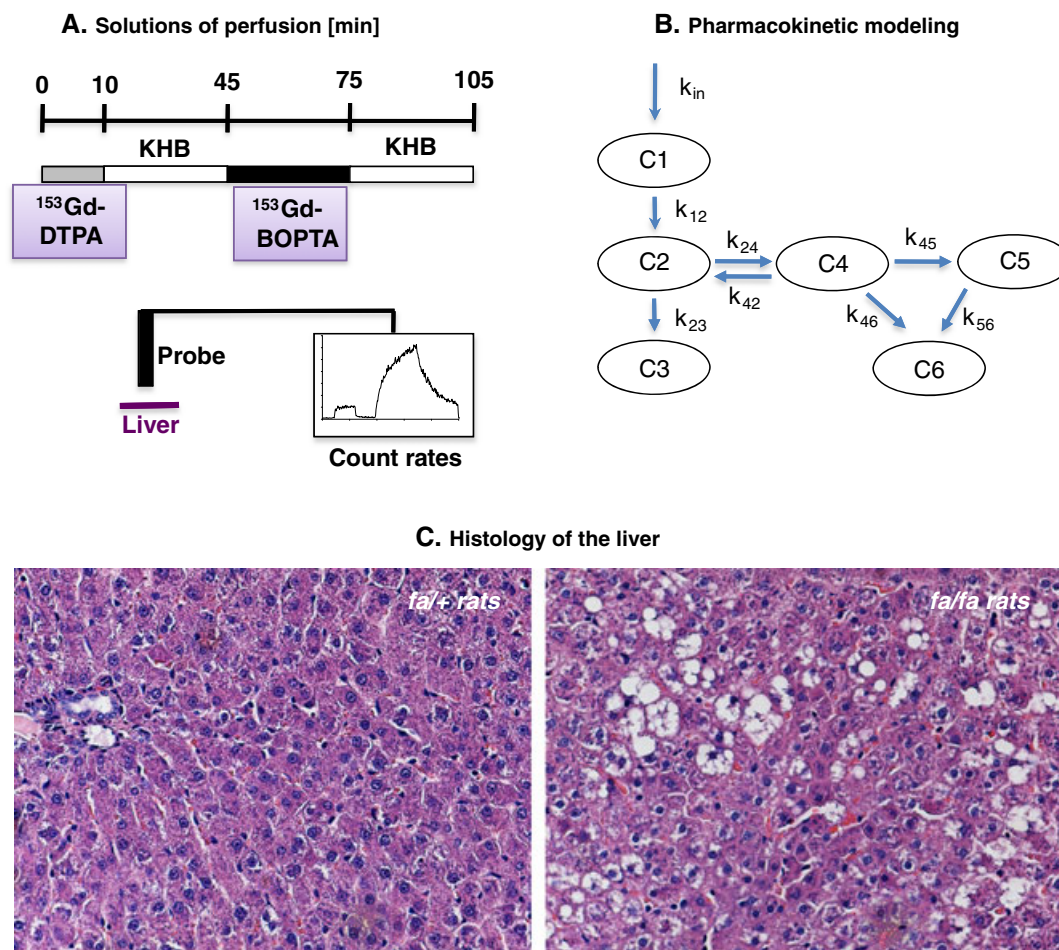 A. Solutions of perfusion [min]
0 10 45 75 105
KHB KHB
153Gd-
DTPA
153Gd-
BOPTA
Probe
Liver
Count rates
B. Pharmacokinetic modeling
kin
C1
k12
C2
k24
k42
C4
k45
C5
k23
k46
k56
C3
C6
C. Histology of the liver
fa/+ rats
fa/fa rats